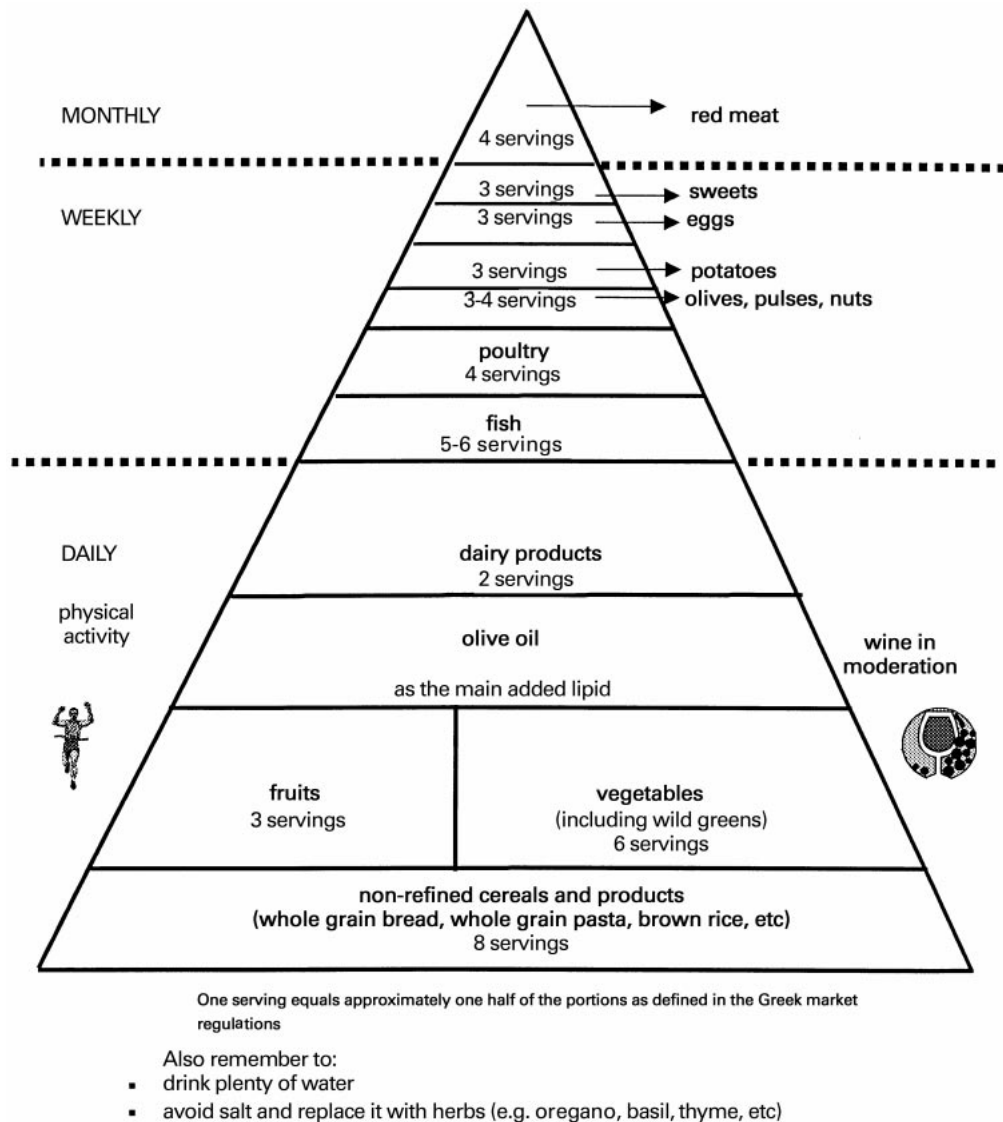 MONTHLY
red meat
4 servings
3 servings
sweets
WEEKLY
3 servings
eggs
3 servings
potatoes
3-4 servings
olives, pulses, nuts
poultry
4 servings
fish
5-6 servings
DAILY
dairy products
2 servings
physical
activity
olive oil
wine in
moderation
as the main added lipid
fruits
3 servings
vegetables
(including wild greens)
6 servings
non-refined cereals and products
(whole grain bread, whole grain pasta, brown rice, etc)
8 servings
One serving equals approximately one half of the portions as defined in the Greek market
regulations
Also remember to:
▪ drink plenty of water
▪ avoid salt and replace it with herbs (e.g. oregano, basil, thyme, etc)